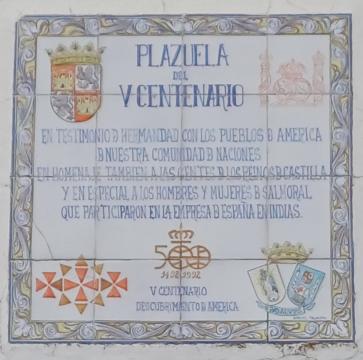 PLAZUELA
DEL
V CENTENARIO
EN TESTIMONIO Đ HERMANDAD CON LOS PUEBLOS Đ AMERICA
Đ NUESTRA COMUNIDAD Đ NACIONES
EN HOMENAJE TAMBIEN A LAS GENTES Đ LOS REINOS Đ CASTILLA
Y EN ESPECIAL A LOS HOMBRES Y MUJERES Đ SALMORAL
QUE PARTICIPARON EN LA EMPRESA Đ ESPAÑA EN INDIAS.
500
1492 1992
V CENTENARIO
DESCUBRIMIENTO Đ AMERICA